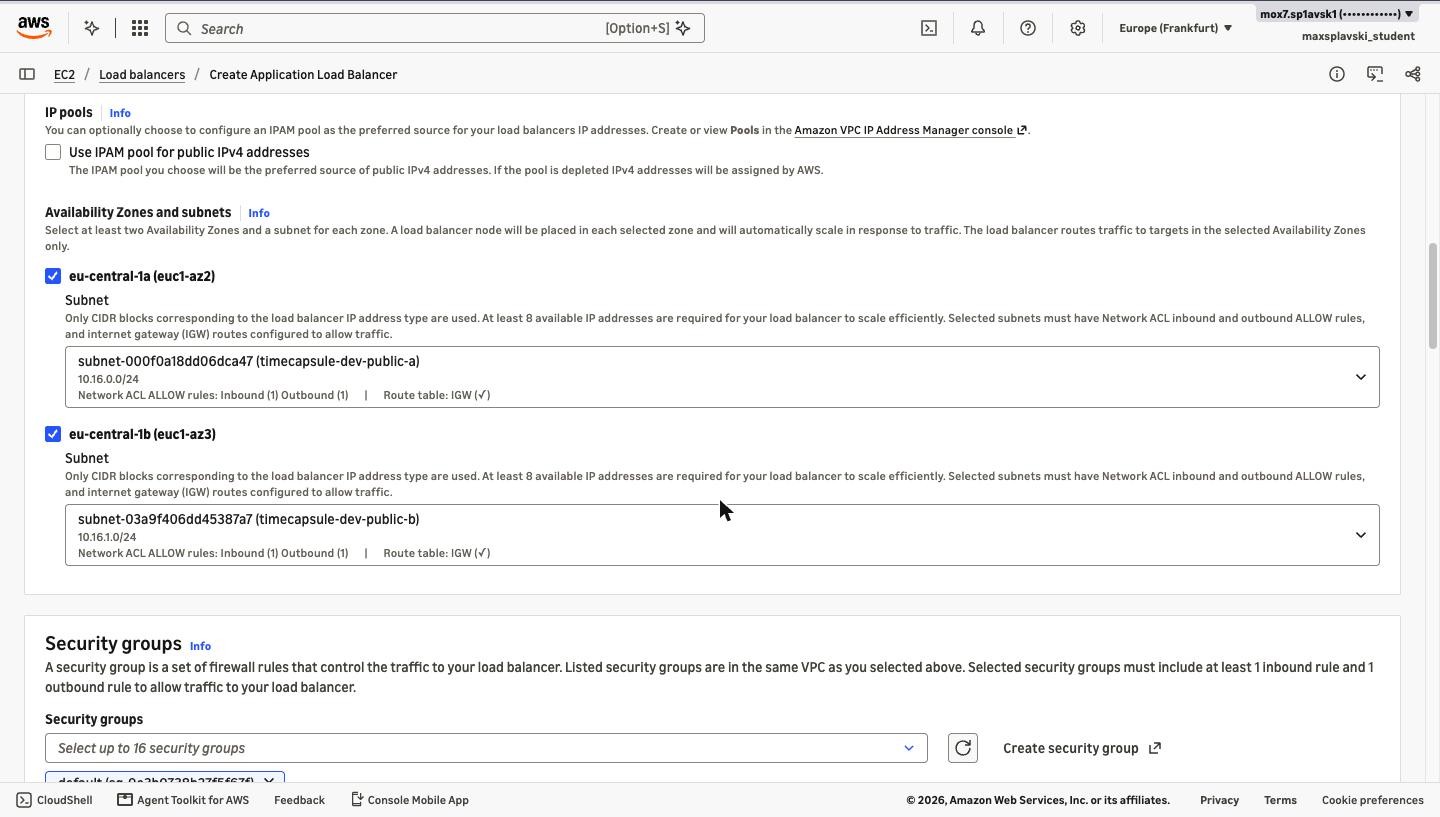 aws
Search
[Option+S]
Europe (Frankfurt)
mox7.sp1avsk1 (••••••••••••)
maxsplavski_student
EC2 / Load balancers / Create Application Load Balancer
IP pools Info
You can optionally choose to configure an IPAM pool as the preferred source for your load balancers IP addresses. Create or view Pools in the Amazon VPC IP Address Manager console.
Use IPAM pool for public IPv4 addresses
The IPAM pool you choose will be the preferred source of public IPv4 addresses. If the pool is depleted IPv4 addresses will be assigned by AWS.
Availability Zones and subnets Info
Select at least two Availability Zones and a subnet for each zone. A load balancer node will be placed in each selected zone and will automatically scale in response to traffic. The load balancer routes traffic to targets in the selected Availability Zones
only.
eu-central-1a (euc1-az2)
Subnet
Only CIDR blocks corresponding to the load balancer IP address type are used. At least 8 available IP addresses are required for your load balancer to scale efficiently. Selected subnets must have Network ACL inbound and outbound ALLOW rules,
and internet gateway (IGW) routes configured to allow traffic.
subnet-000f0a18dd06dca47 (timecapsule-dev-public-a)
10.16.0.0/24
Network ACL ALLOW rules: Inbound (1) Outbound (1) | Route table: IGW (✓)
eu-central-1b (euc1-az3)
Subnet
Only CIDR blocks corresponding to the load balancer IP address type are used. At least 8 available IP addresses are required for your load balancer to scale efficiently. Selected subnets must have Network ACL inbound and outbound ALLOW rules,
and internet gateway (IGW) routes configured to allow traffic.
subnet-03a9f406dd45387a7 (timecapsule-dev-public-b)
10.16.1.0/24
Network ACL ALLOW rules: Inbound (1) Outbound (1) | Route table: IGW (✓)
Security groups Info
A security group is a set of firewall rules that control the traffic to your load balancer. Listed security groups are in the same VPC as you selected above. Selected security groups must include at least 1 inbound rule and 1
outbound rule to allow traffic to your load balancer.
Security groups
Select up to 16 security groups
Create security group
default
CloudShell
Agent Toolkit for AWS
Feedback
Console Mobile App
© 2026, Amazon Web Services, Inc. or its affiliates.
Privacy
Terms
Cookie preferences